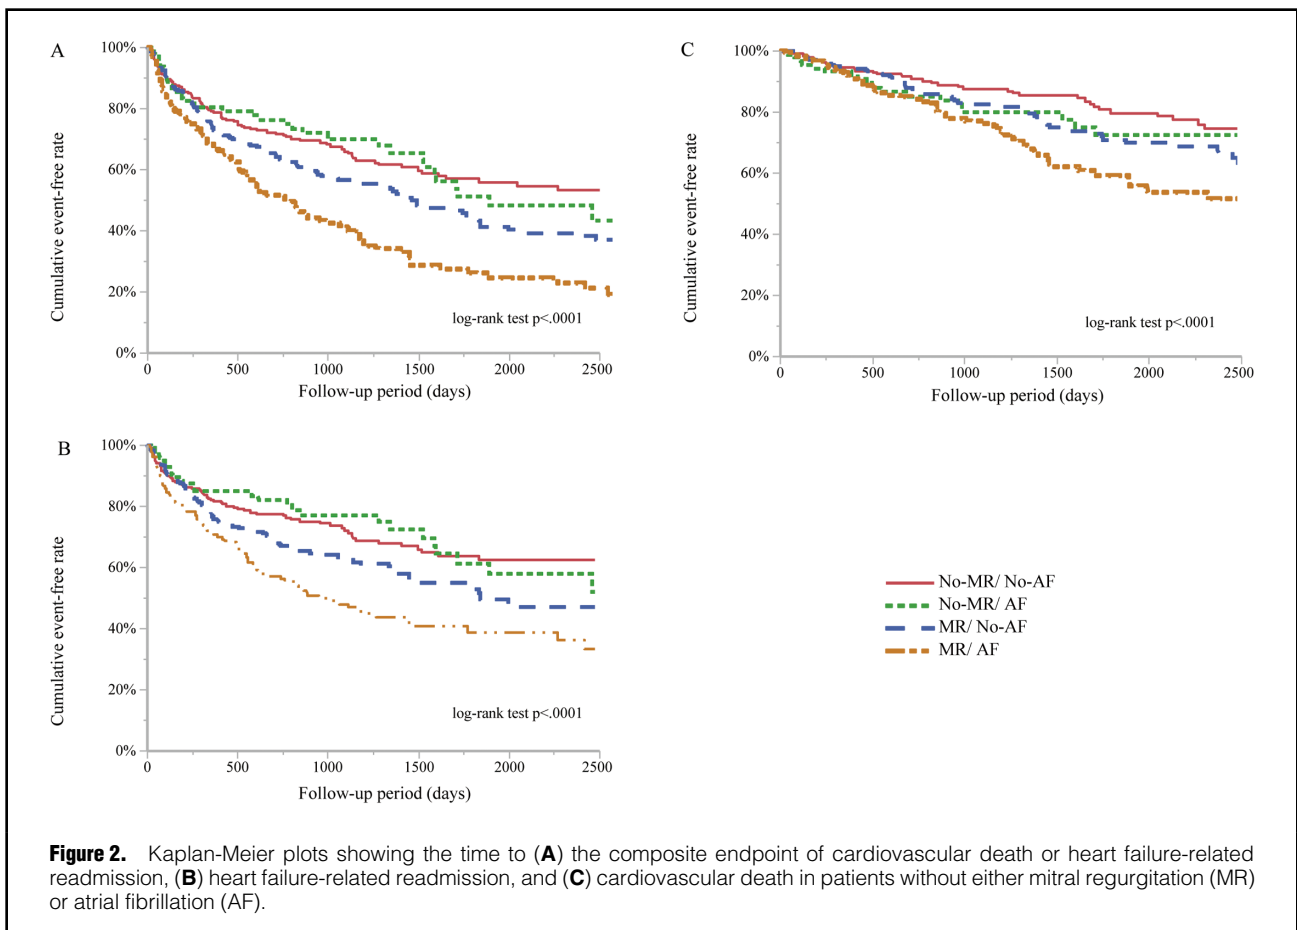 A
100%
80%
60%
40%
20%
0%
Cumulative event-free rate
log-rank test p<.0001
0 500 1000 1500 2000 2500
Follow-up period (days)
C
100%
80%
60%
40%
20%
0%
Cumulative event-free rate
log-rank test p<.0001
0 500 1000 1500 2000 2500
Follow-up period (days)
B
100%
80%
60%
40%
20%
0%
Cumulative event-free rate
log-rank test p<.0001
0 500 1000 1500 2000 2500
Follow-up period (days)
No-MR/ No-AF
No-MR/ AF
MR/ No-AF
MR/ AF
Figure 2. Kaplan-Meier plots showing the time to (A) the composite endpoint of cardiovascular death or heart failure-related
readmission, (B) heart failure-related readmission, and (C) cardiovascular death in patients without either mitral regurgitation (MR)
or atrial fibrillation (AF).